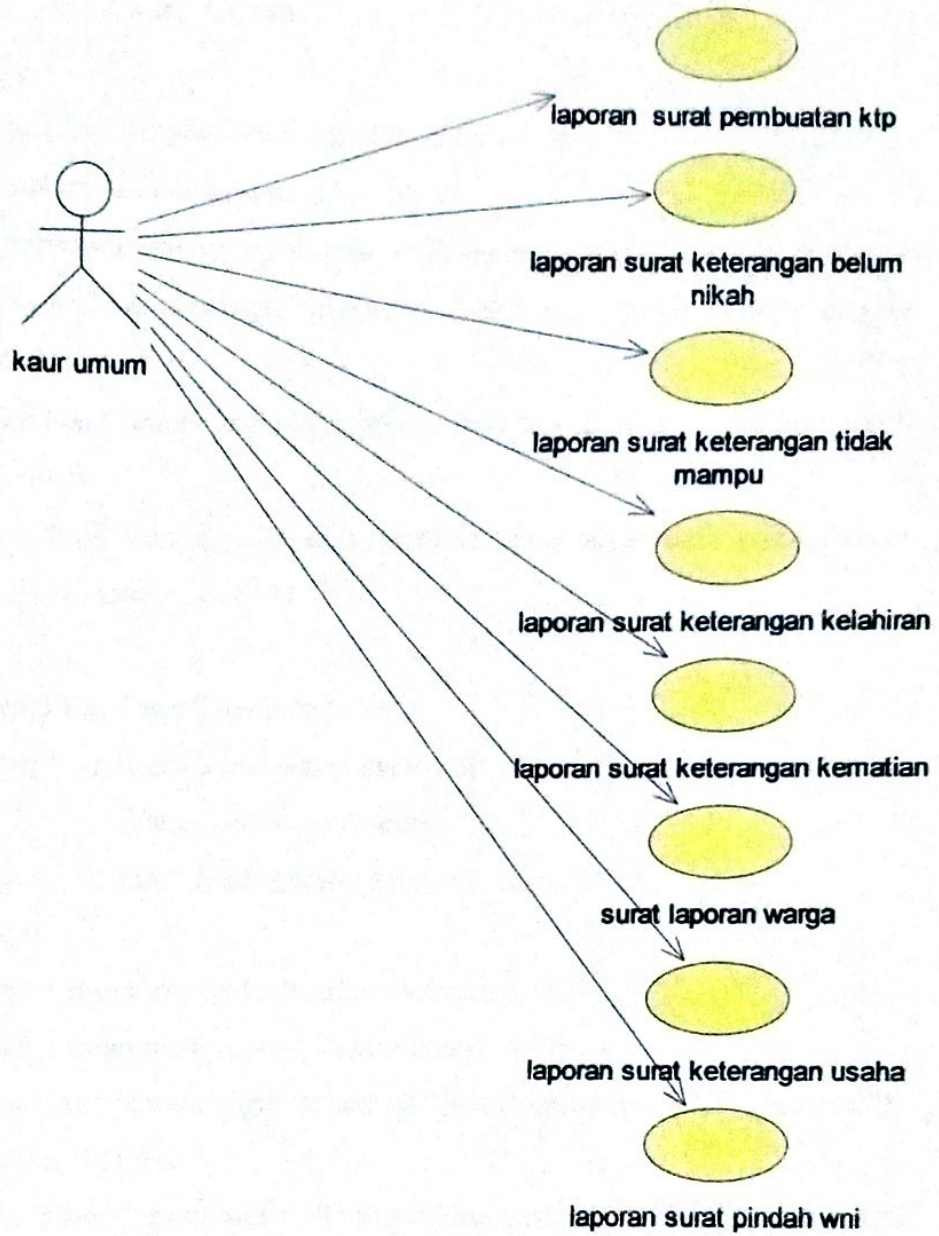 laporan surat pembuatan ktp
laporan surat keterangan belum
nikah
kaur umum
laporan surat keterangan tidak
mampu
laporan surat keterangan kelahiran
laporan surat keterangan kematian
surat laporan warga
laporan surat keterangan usaha
laporan surat pindah wni